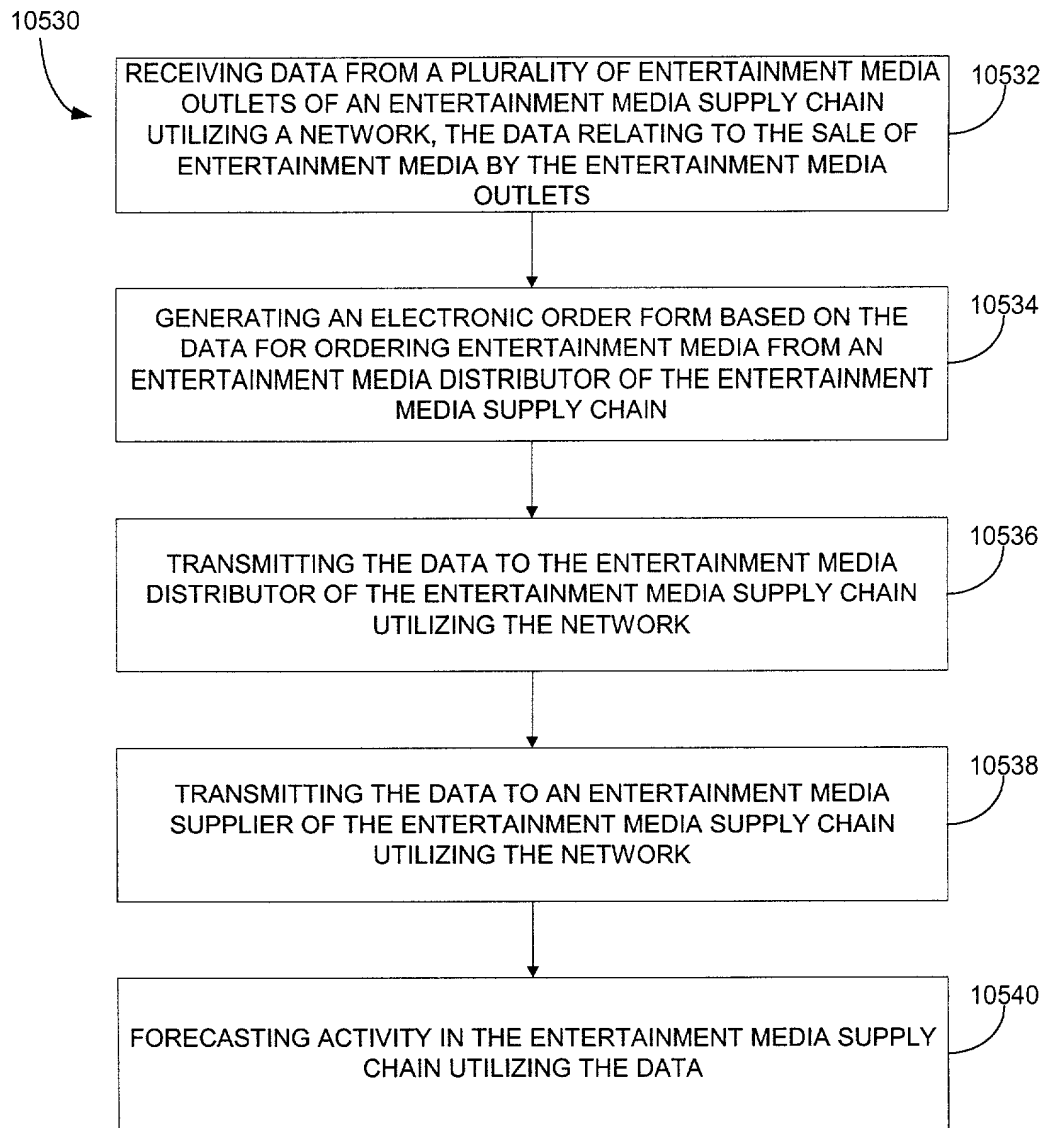 10530
RECEIVING DATA FROM A PLURALITY OF ENTERTAINMENT MEDIA
OUTLETS OF AN ENTERTAINMENT MEDIA SUPPLY CHAIN
UTILIZING A NETWORK, THE DATA RELATING TO THE SALE OF
ENTERTAINMENT MEDIA BY THE ENTERTAINMENT MEDIA
OUTLETS
10532
GENERATING AN ELECTRONIC ORDER FORM BASED ON THE
DATA FOR ORDERING ENTERTAINMENT MEDIA FROM AN
ENTERTAINMENT MEDIA DISTRIBUTOR OF THE ENTERTAINMENT
MEDIA SUPPLY CHAIN
10534
TRANSMITTING THE DATA TO THE ENTERTAINMENT MEDIA
DISTRIBUTOR OF THE ENTERTAINMENT MEDIA SUPPLY CHAIN
UTILIZING THE NETWORK
10536
TRANSMITTING THE DATA TO AN ENTERTAINMENT MEDIA
SUPPLIER OF THE ENTERTAINMENT MEDIA SUPPLY CHAIN
UTILIZING THE NETWORK
10538
FORECASTING ACTIVITY IN THE ENTERTAINMENT MEDIA SUPPLY
CHAIN UTILIZING THE DATA
10540